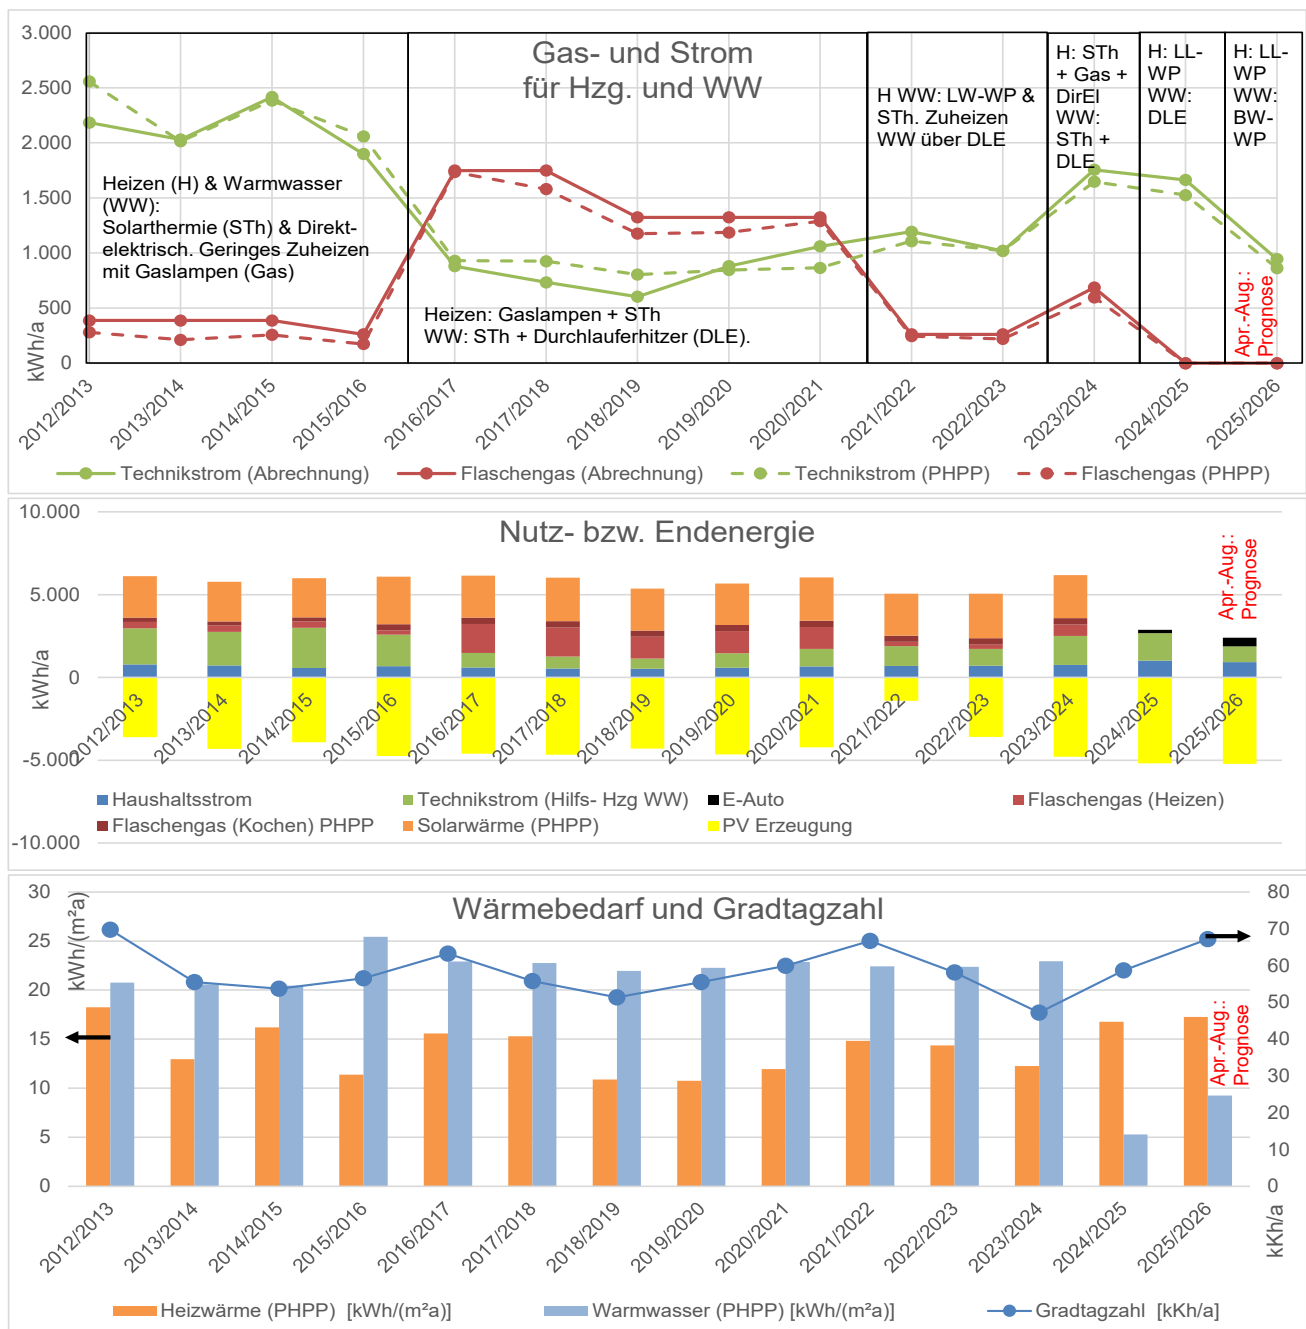 Gas- und Strom
für Hzg. und WW
3.000
2.500
2.000
1.500
1.000
500
0
kWh/a
Heizen (H) & Warmwasser
(WW):
Solarthermie (STh) & Direkt-
elektrisch. Geringes Zuheizen
mit Gaslampen (Gas)
Heizen: Gaslampen + STh
WW: STh + Durchlauferhitzer (DLE).
H WW: LW-WP &
STh. Zuheizen
WW über DLE
H: STh
+ Gas +
DirEl
WW:
STh +
DLE
H: LL-
WP
WW:
DLE
H: LL-
WP
WW:
BW-
WP
Apr.-Aug.:
Prognose
2012/2013
2013/2014
2014/2015
2015/2016
2016/2017
2017/2018
2018/2019
2019/2020
2020/2021
2021/2022
2022/2023
2023/2024
2024/2025
2025/2026
Technikstrom (Abrechnung)
Flaschengas (Abrechnung)
Technikstrom (PHPP)
Flaschengas (PHPP)
Nutz- bzw. Endenergie
10.000
5.000
0
-5.000
-10.000
kWh/a
Apr.-Aug.:
Prognose
2012/2013
2013/2014
2014/2015
2015/2016
2016/2017
2017/2018
2018/2019
2019/2020
2020/2021
2021/2022
2022/2023
2023/2024
2024/2025
2025/2026
Haushaltsstrom
Technikstrom (Hilfs- Hzg WW)
E-Auto
Flaschengas (Heizen)
Flaschengas (Kochen) PHPP
Solarwärme (PHPP)
PV Erzeugung
Wärmebedarf und Gradtagzahl
30
25
20
15
10
5
0
kWh/(m²a)
80
70
60
50
40
30
20
10
0
kKh/a
Apr.-Aug.:
Prognose
2012/2013
2013/2014
2014/2015
2015/2016
2016/2017
2017/2018
2018/2019
2019/2020
2020/2021
2021/2022
2022/2023
2023/2024
2024/2025
2025/2026
Heizwärme (PHPP) [kWh/(m²a)]
Warmwasser (PHPP) [kWh/(m²a)]
Gradtagzahl [kKh/a]